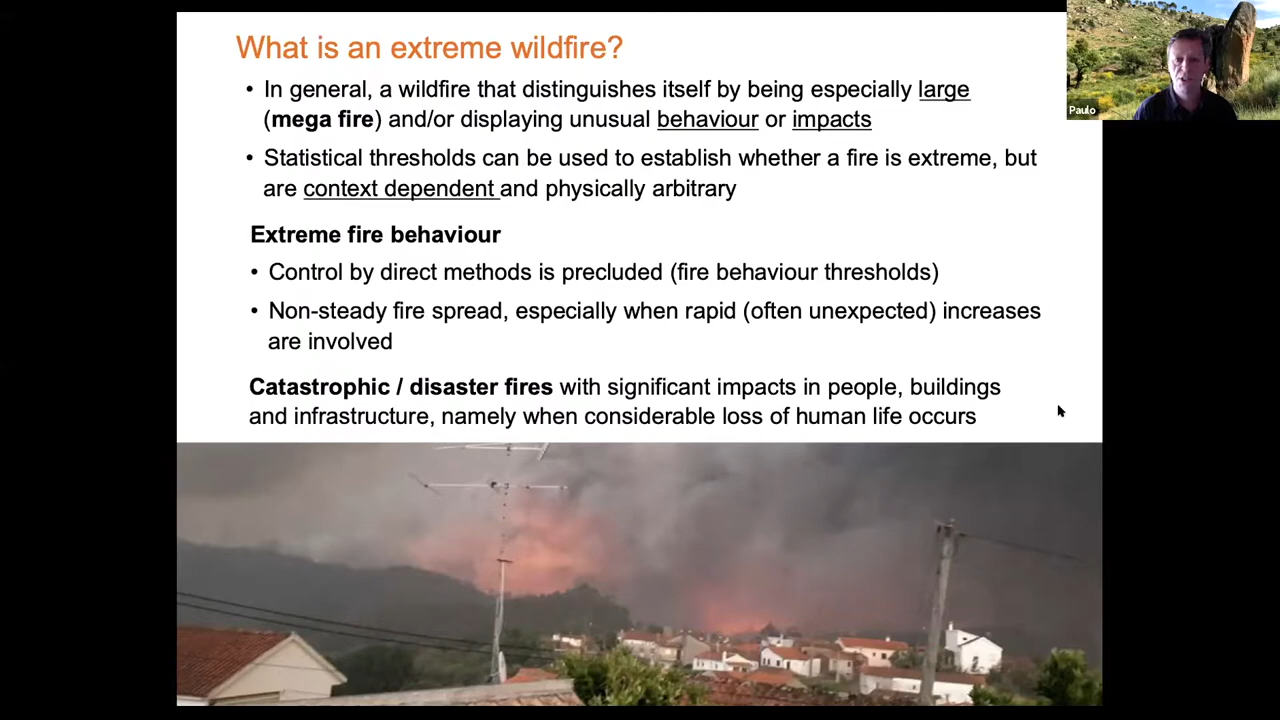 What is an extreme wildfire?
• In general, a wildfire that distinguishes itself by being especially large
(mega fire) and/or displaying unusual behaviour or impacts
• Statistical thresholds can be used to establish whether a fire is extreme, but
are context dependent and physically arbitrary
Extreme fire behaviour
• Control by direct methods is precluded (fire behaviour thresholds)
• Non-steady fire spread, especially when rapid (often unexpected) increases
are involved
Catastrophic / disaster fires with significant impacts in people, buildings
and infrastructure, namely when considerable loss of human life occurs
Paulo